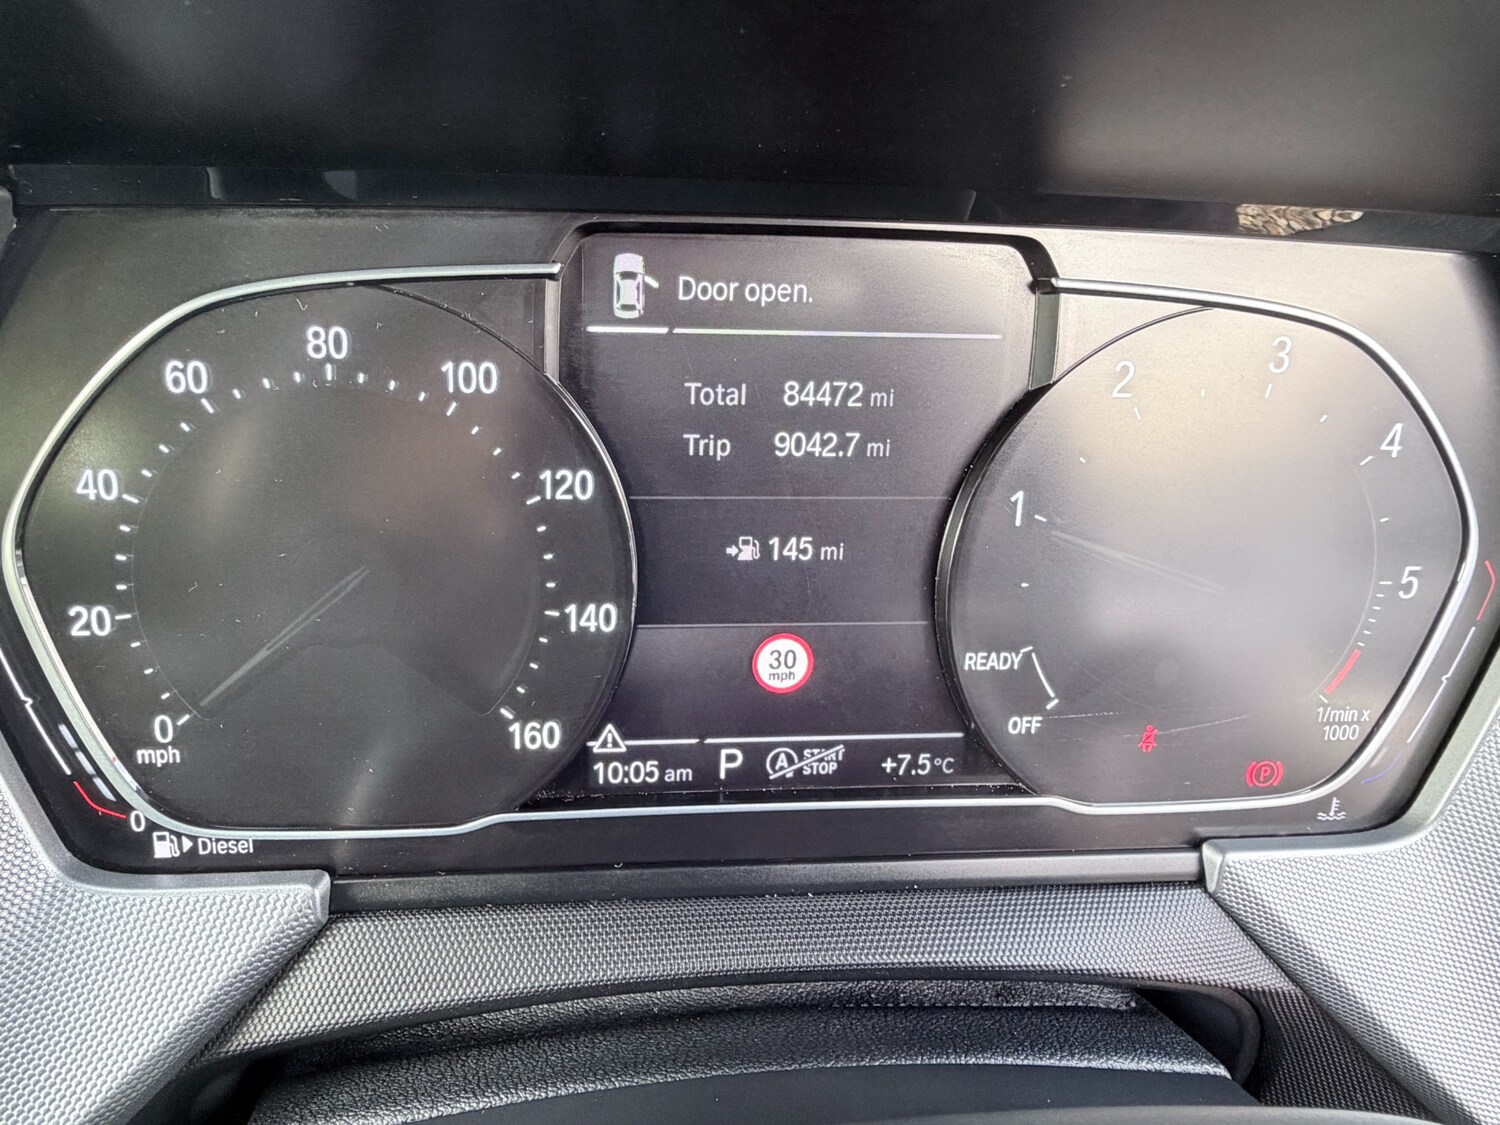 Door open.
Total 84472 mi
Trip 9042.7 mi
145 mi
30
mph
10:05 am P A START STOP +7.5°C
0 20 40 60 80 100 120 140 160
mph
0
Diesel
1 2 3 4 5
READY
OFF
1/min x
1000
P